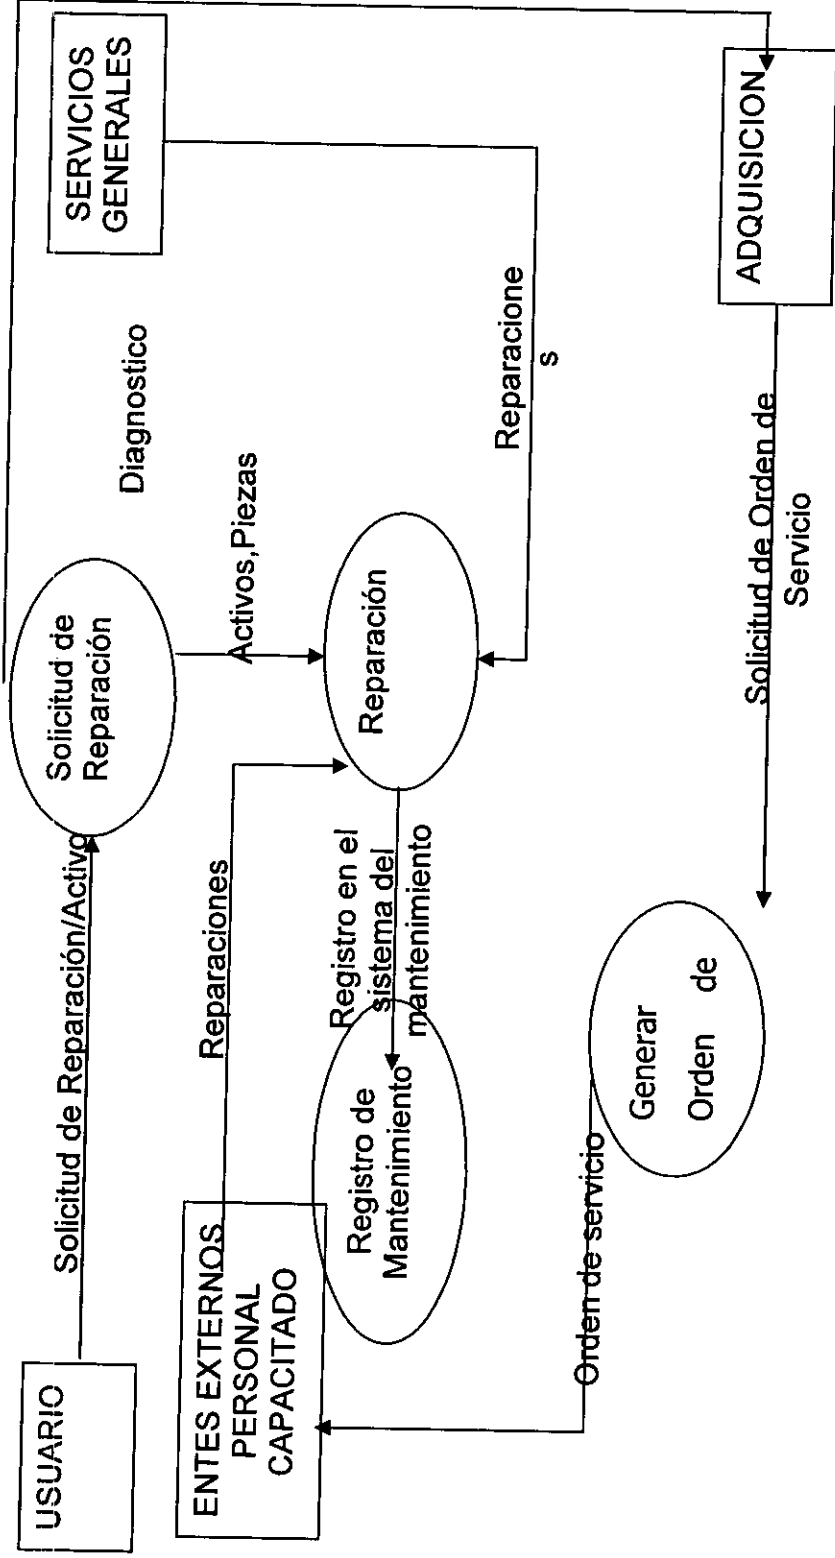 USUARIO
Solicitud de Reparación/Activo
Solicitud de
Reparación
Diagnostico
SERVICIOS
GENERALES
ENTES EXTERNOS
PERSONAL
CAPACITADO
Reparaciones
Activos,Piezas
Registro de
Mantenimiento
Registro en el
sistema del
mantenimiento
Reparación
Reparacione
s
Orden de servicio
Generar
Orden de
Solicitud de Orden de
Servicio
ADQUISICION